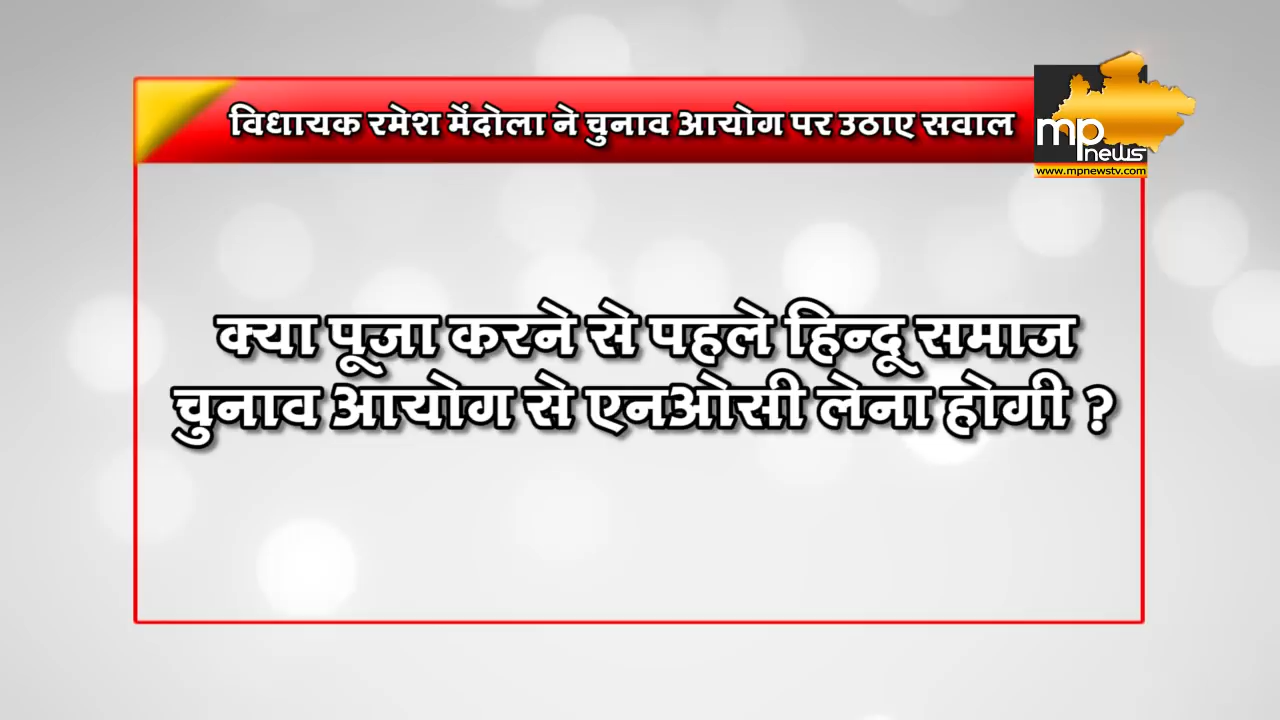 विधायक रमेश मेंदोला ने चुनाव आयोग पर उठाए सवाल
mp news
www.mpnewstv.com
क्या पूजा करने से पहले हिन्दू समाज
चुनाव आयोग से एनओसी लेना होगी ?